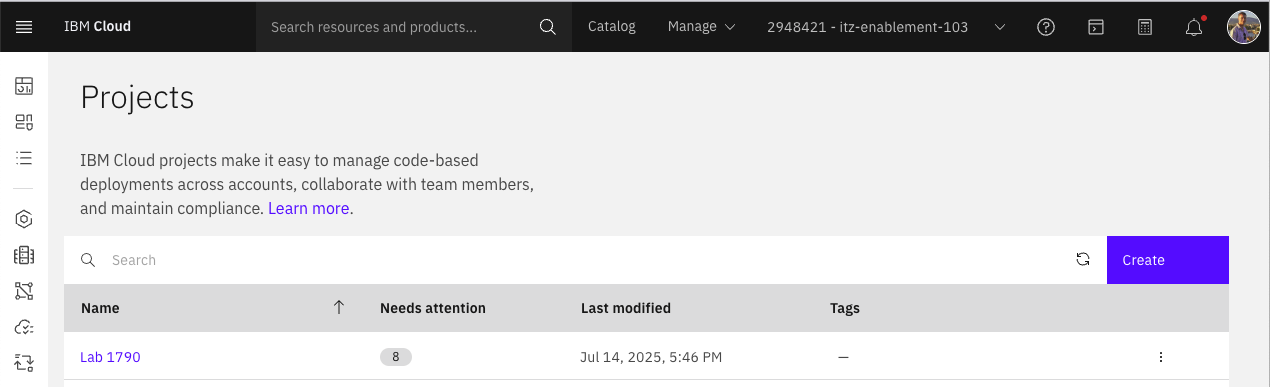 IBM Cloud Search resources and products... Catalog Manage 2948421 - itz-enablement-103
Projects
IBM Cloud projects make it easy to manage code-based
deployments across accounts, collaborate with team members,
and maintain compliance. Learn more.
Search Create
Name Needs attention Last modified Tags
Lab 1790 8 Jul 14, 2025, 5:46 PM —